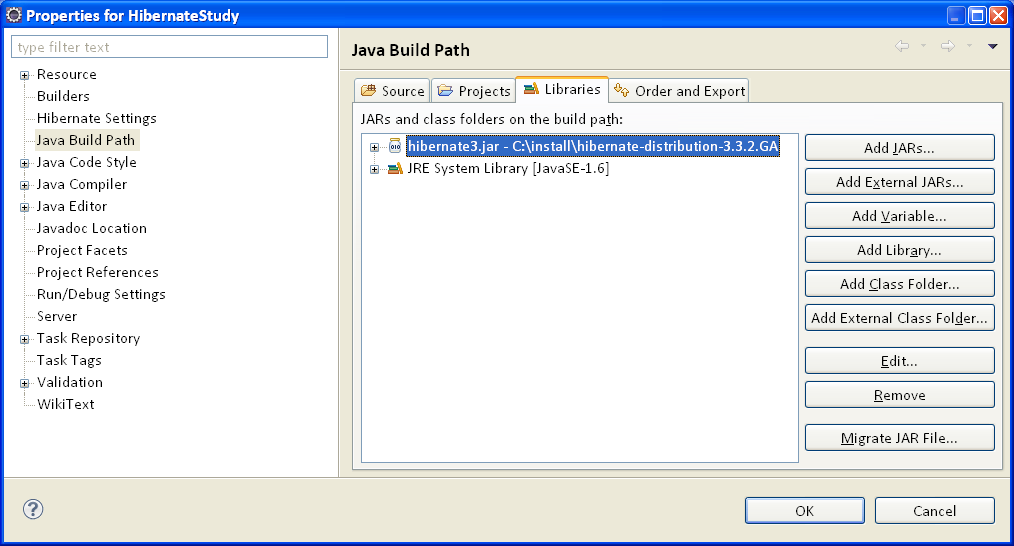 Properties for HibernateStudy
type filter text
Resource
Builders
Hibernate Settings
Java Build Path
Java Code Style
Java Compiler
Java Editor
Javadoc Location
Project Facets
Project References
Run/Debug Settings
Server
Task Repository
Task Tags
Validation
WikiText
Java Build Path
Source Projects Libraries Order and Export
JARs and class folders on the build path:
hibernate3.jar - C:\install\hibernate-distribution-3.3.2.GA
JRE System Library [JavaSE-1.6]
Add JARs...
Add External JARs...
Add Variable...
Add Library...
Add Class Folder...
Add External Class Folder...
Edit...
Remove
Migrate JAR File...
OK Cancel